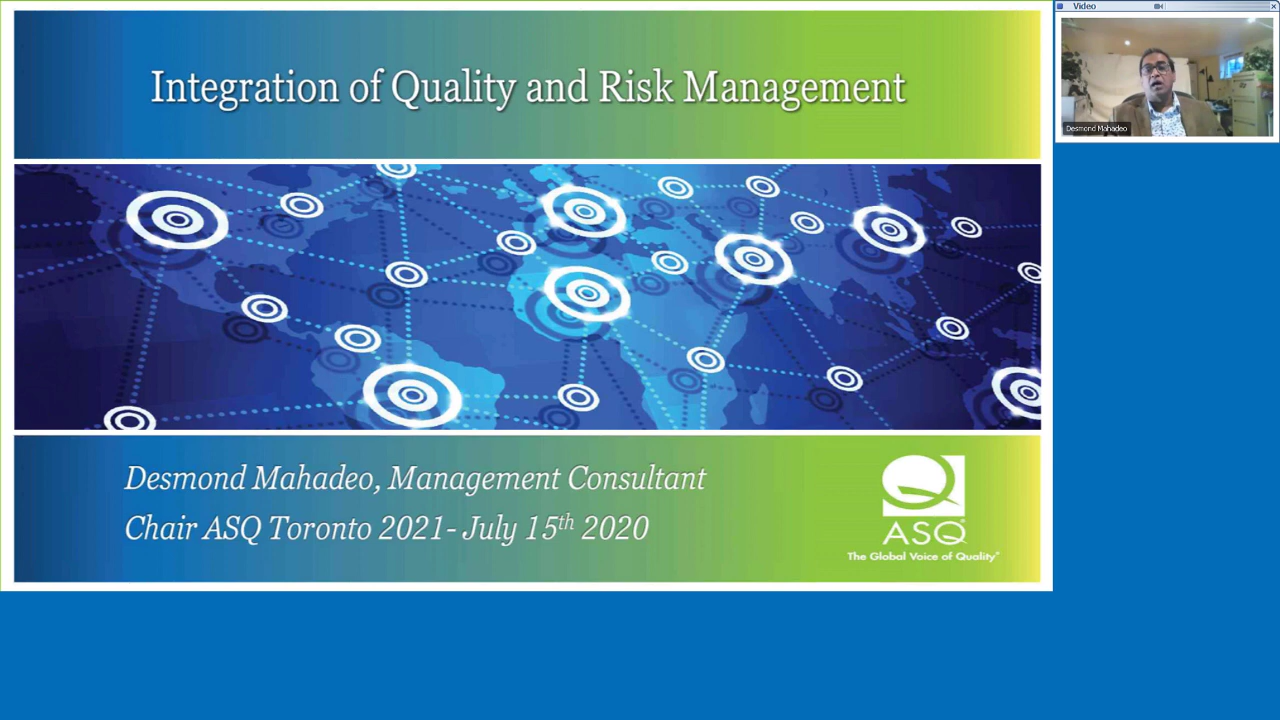 Integration of Quality and Risk Management
Video
Desmond Mahadeo
Desmond Mahadeo, Management Consultant
Chair ASQ Toronto 2021- July 15th 2020
ASQ
The Global Voice of Quality